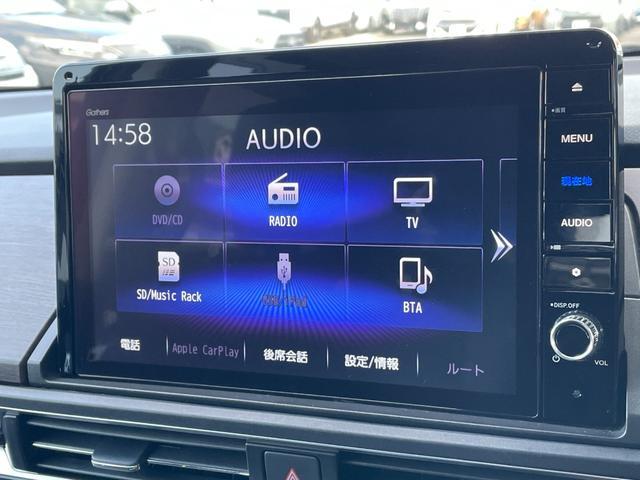 Gathers
14:58
AUDIO
DVD/CD
RADIO
TV
SD
SD/Music Rack
USB/iPod
BTA
電話
Apple CarPlay
後席会話
設定/情報
ルート
●画質
MENU
現在地
AUDIO
●DISP.OFF
VOL